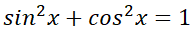 sin²x + cos²x = 1